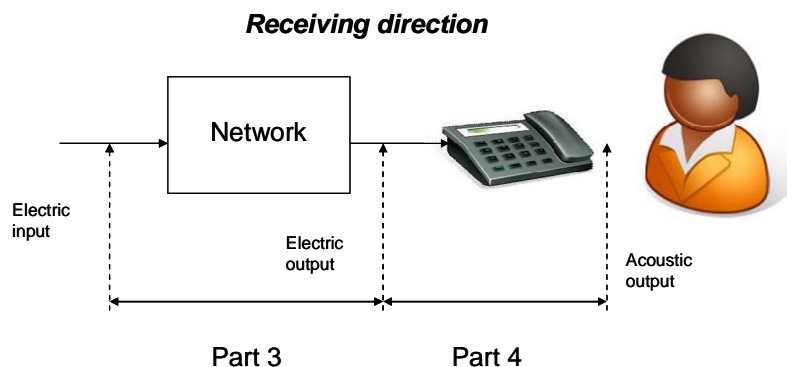 Receiving direction
Network
Electric
input
Electric
output
Acoustic
output
Part 3
Part 4